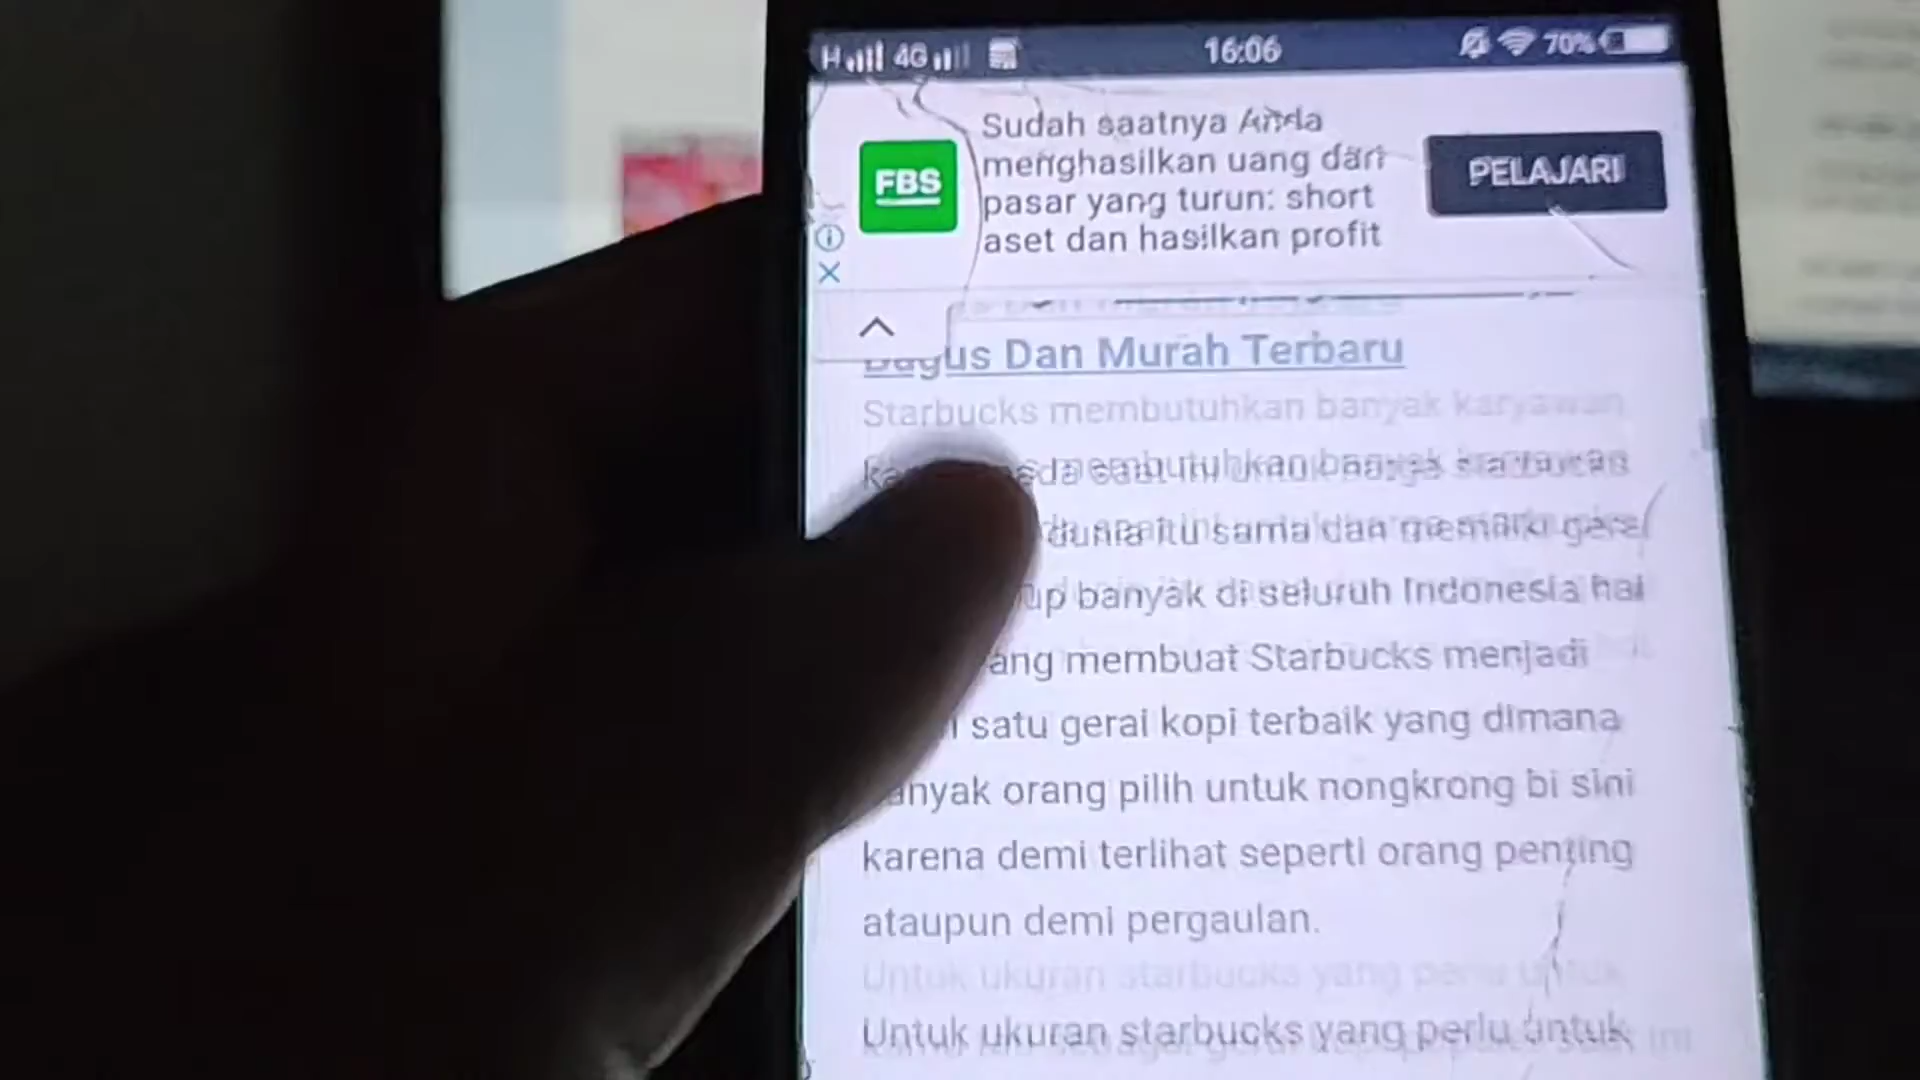 H 4G 16:06 70%
Sudah saatnya Anda
menghasilkan uang dari
pasar yang turun: short
aset dan hasilkan profit
FBS
PELAJARI
Bagus Dan Murah Terbaru
Starbucks membutuhkan banyak karyawan
dunia itu sama dan memiliki gerai
banyak di seluruh Indonesia hal
membuat Starbucks menjadi
satu gerai kopi terbaik yang dimana
banyak orang pilih untuk nongkrong bi sini
karena demi terlihat seperti orang penting
ataupun demi pergaulan.
Untuk ukuran starbucks yang perlu untuk